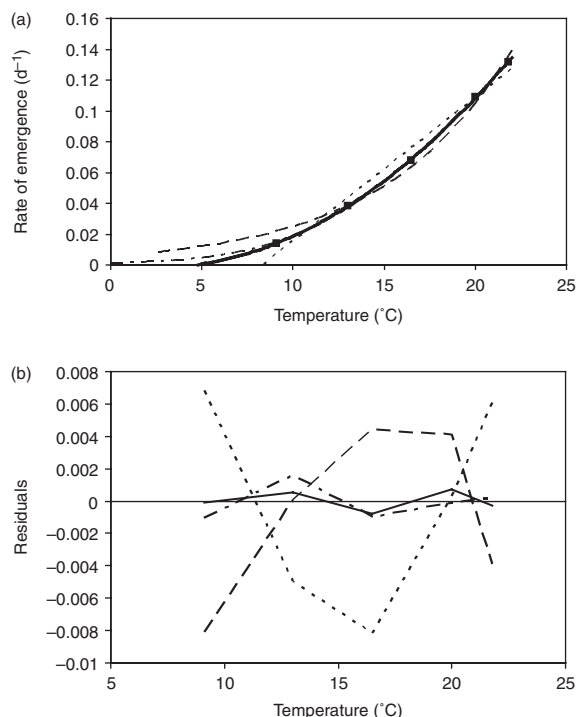 (a)
0.16
0.14
0.12
0.1
0.08
0.06
0.04
0.02
0
Rate of emergence (d⁻¹)
0 5 10 15 20 25
Temperature (˚C)
(b)
0.008
0.006
0.004
0.002
0
−0.002
−0.004
−0.006
−0.008
−0.01
Residuals
5 10 15 20 25
Temperature (˚C)